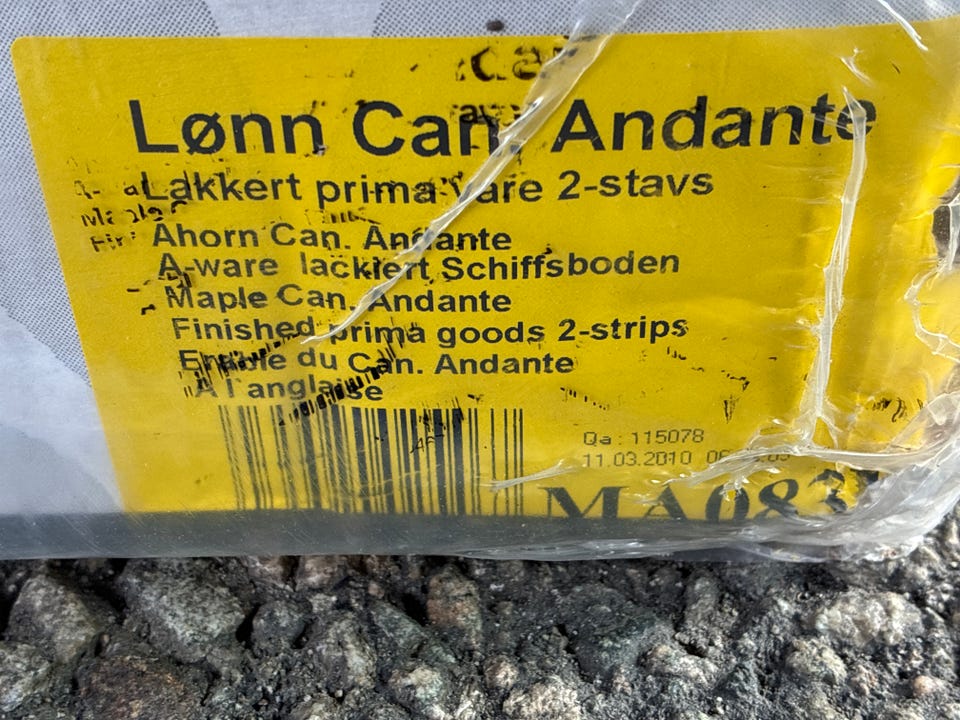 Lønn Can. Andante
Lakkert prima vare 2-stavs
Ahorn Can. Andante
A-ware lackiert Schiffsboden
Maple Can. Andante
Finished prima goods 2-strips
Erable du Can. Andante
A l'anglaise
Qa: 115078
11.03.2010